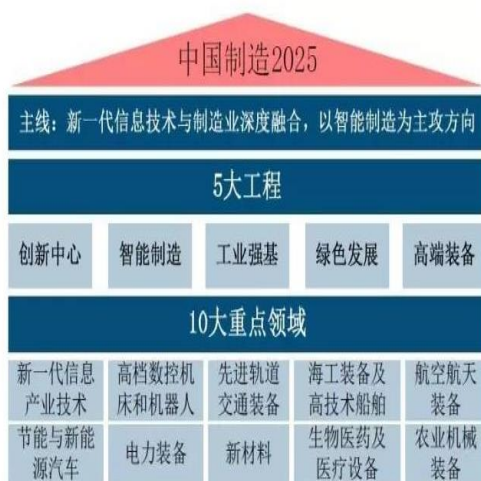 中国制造2025
主线：新一代信息技术与制造业深度融合，以智能制造为主攻方向
5大工程
创新中心
智能制造
工业强基
绿色发展
高端装备
10大重点领域
新一代信息
产业技术
高档数控机
床和机器人
先进轨道
交通装备
海工装备及
高技术船舶
航空航天
装备
节能与新能
源汽车
电力装备
新材料
生物医药及
医疗设备
农业机械
装备